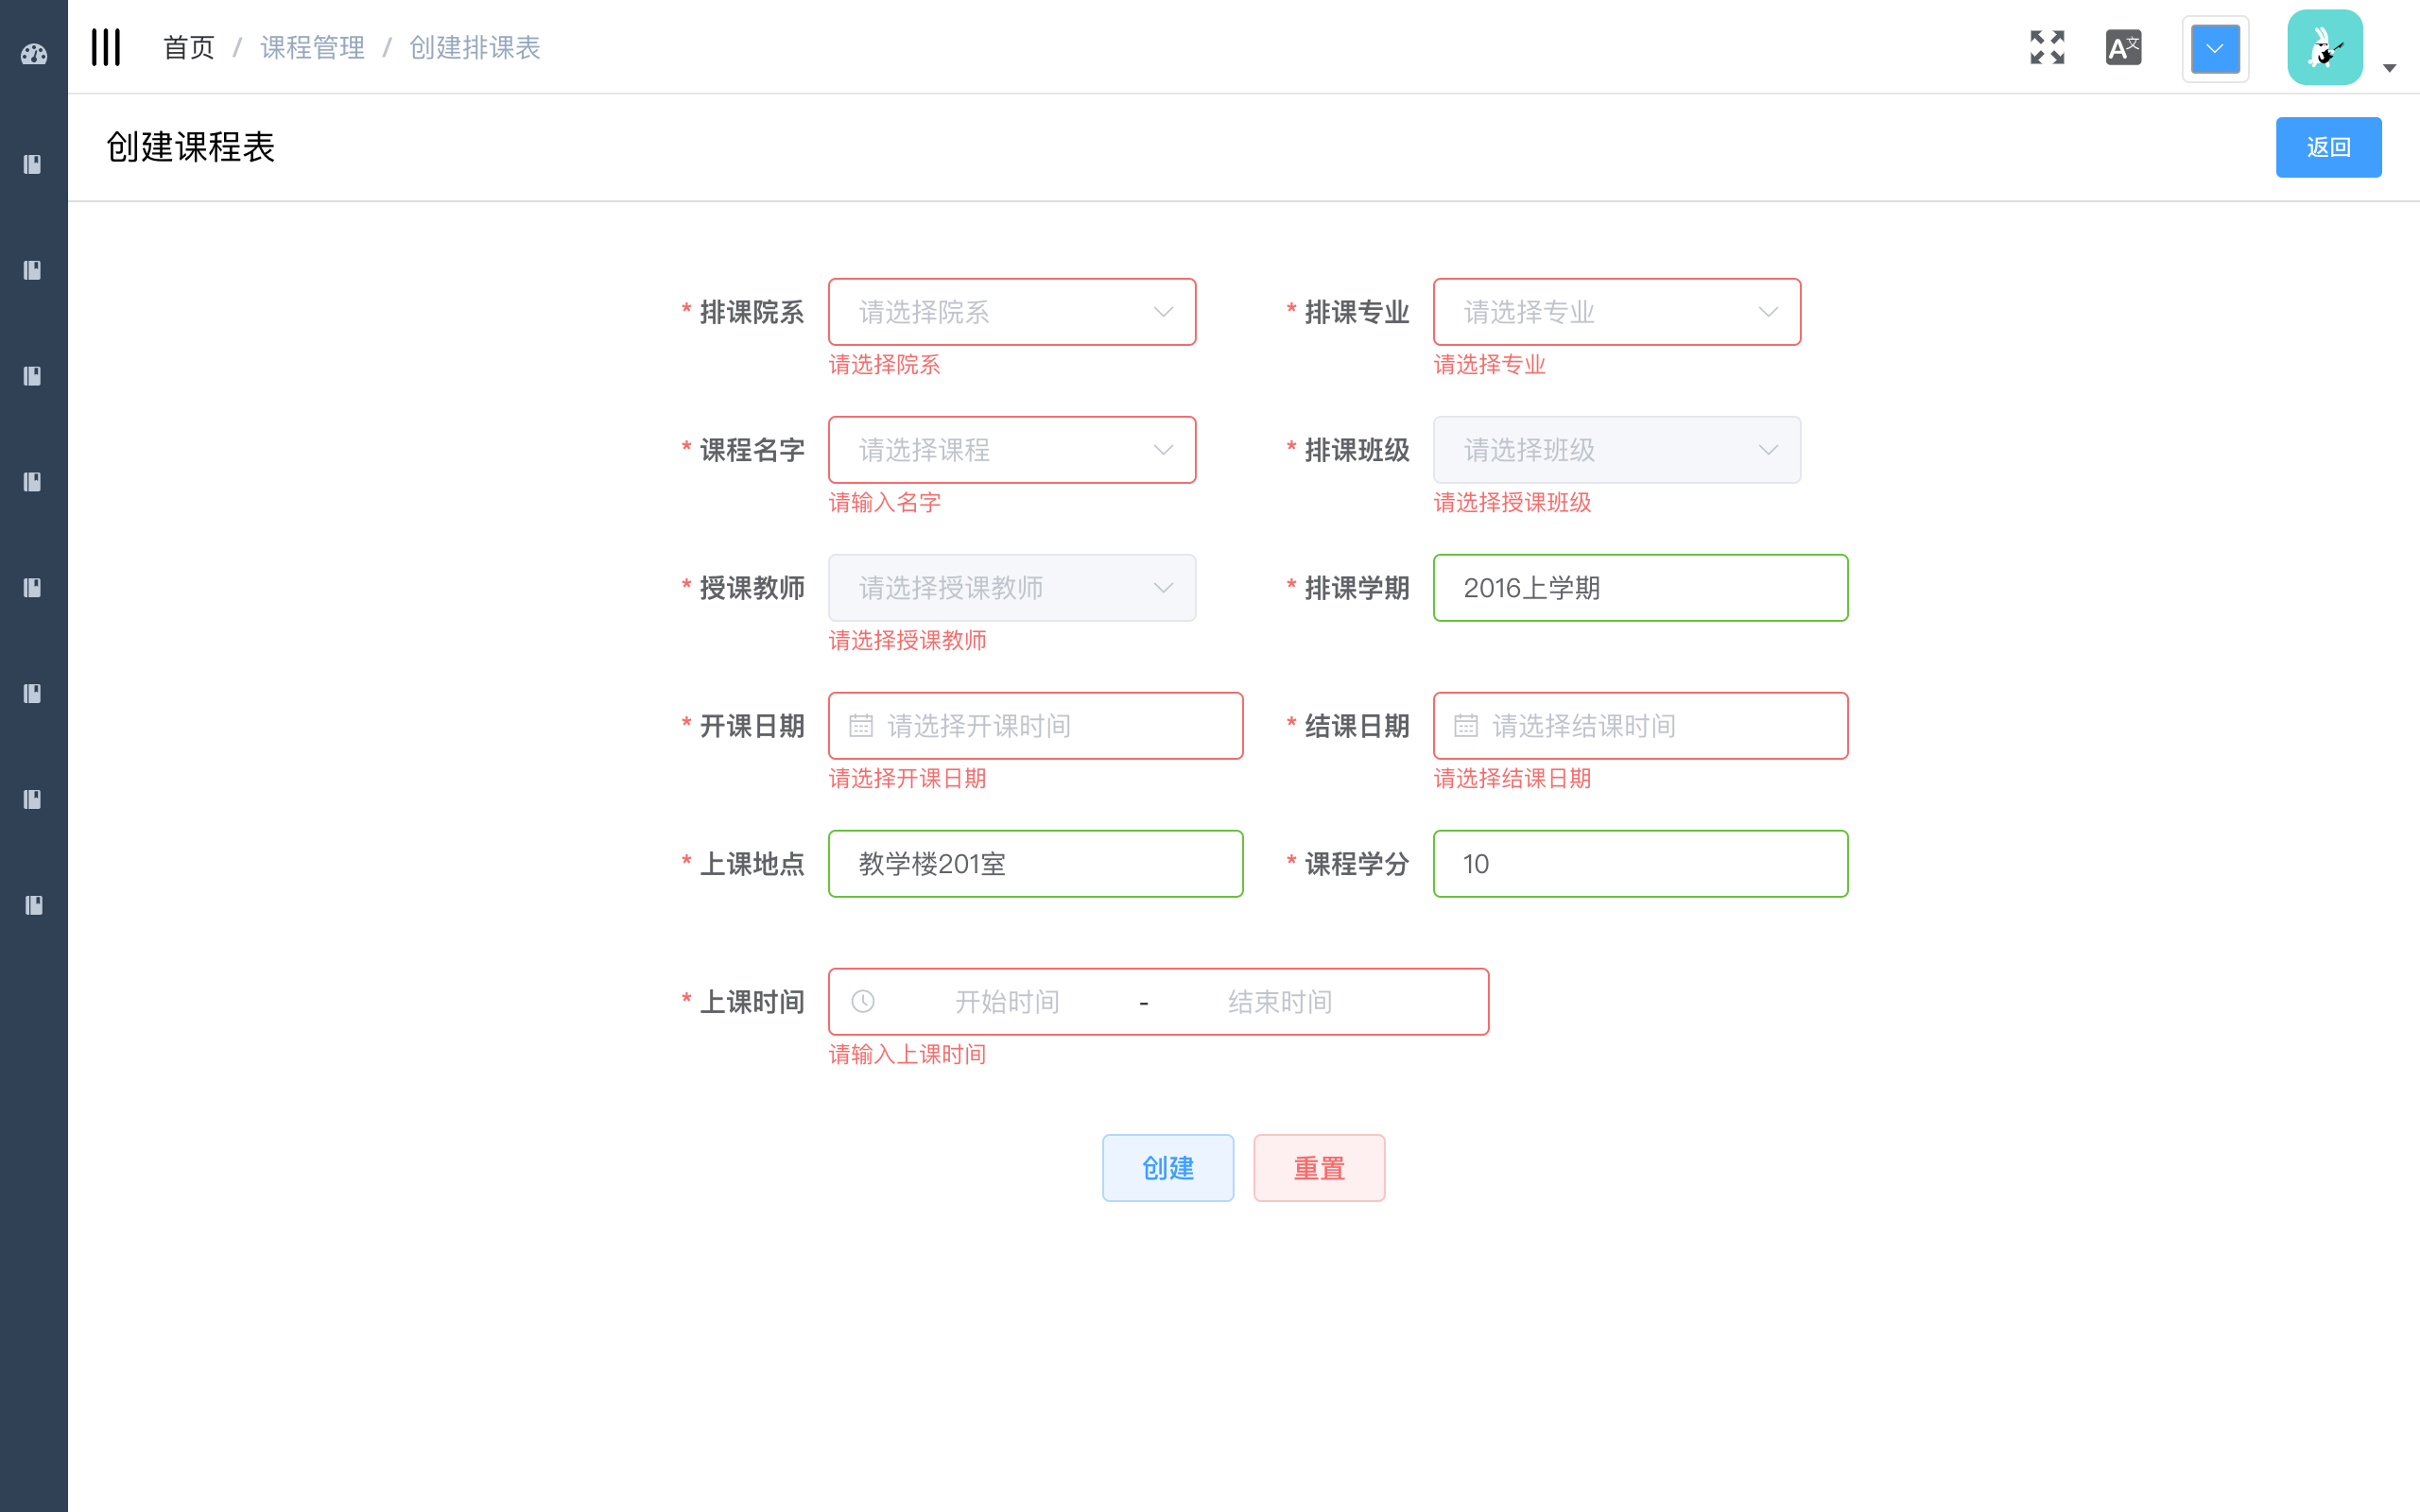 首页 / 课程管理 / 创建排课表
创建课程表
返回
* 排课院系 请选择院系 * 排课专业 请选择专业
请选择院系 请选择专业
* 课程名字 请选择课程 * 排课班级 请选择班级
请输入名字 请选择授课班级
* 授课教师 请选择授课教师 * 排课学期 2016上学期
请选择授课教师
* 开课日期 请选择开课时间 * 结课日期 请选择结课时间
请选择开课日期 请选择结课日期
* 上课地点 教学楼201室 * 课程学分 10
* 上课时间 开始时间 - 结束时间
请输入上课时间
创建 重置